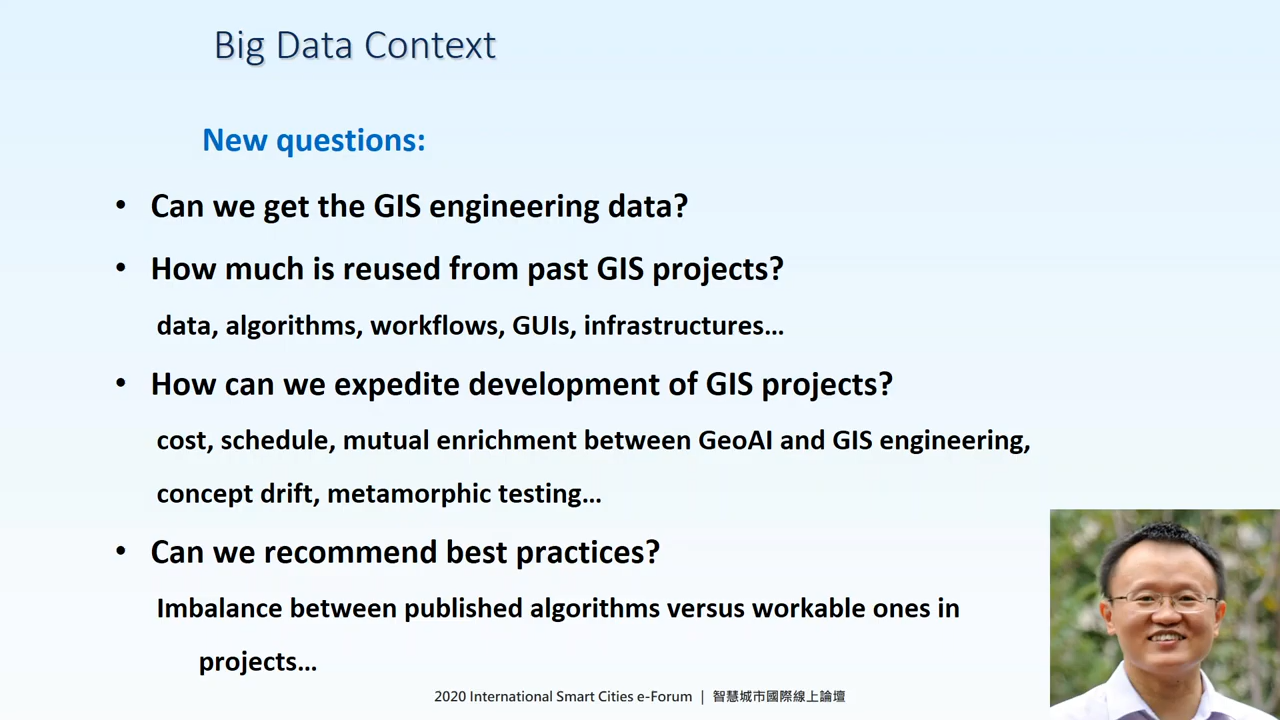 Big Data Context
New questions:
• Can we get the GIS engineering data?
• How much is reused from past GIS projects?
data, algorithms, workflows, GUIs, infrastructures…
• How can we expedite development of GIS projects?
cost, schedule, mutual enrichment between GeoAI and GIS engineering,
concept drift, metamorphic testing…
• Can we recommend best practices?
Imbalance between published algorithms versus workable ones in
projects…
2020 International Smart Cities e-Forum | 智慧城市國際線上論壇